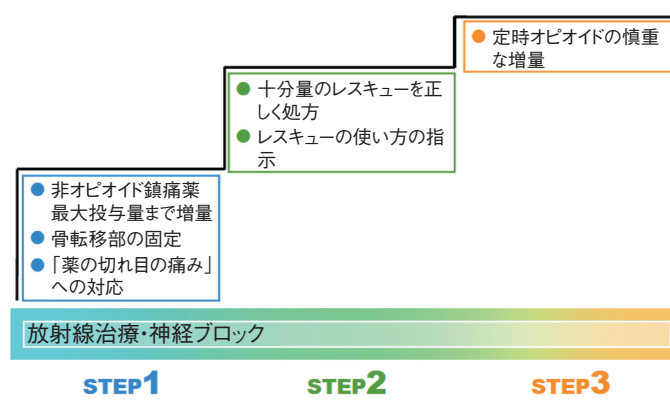 ● 定時オピオイドの慎重
な増量
● 十分量のレスキューを正
しく処方
● レスキューの使い方の指
示
● 非オピオイド鎮痛薬
最大投与量まで増量
● 骨転移部の固定
● 「薬の切れ目の痛み」
への対応
放射線治療・神経ブロック
STEP1
STEP2
STEP3